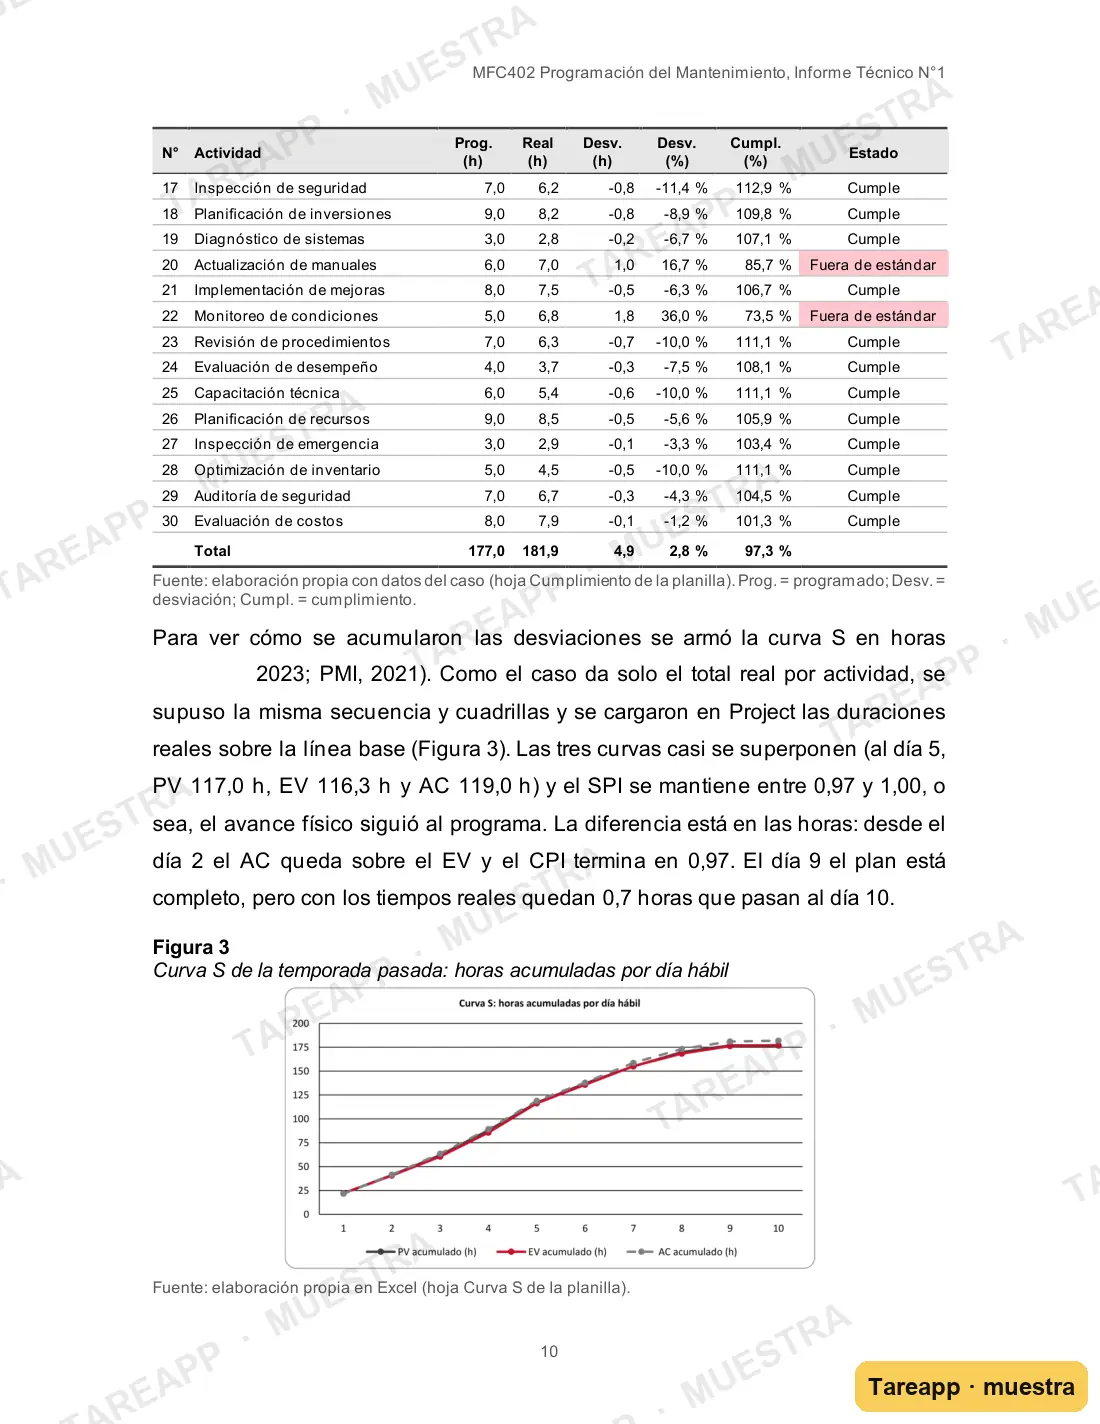 MFC402 Programación del Mantenimiento, Informe Técnico N°1
N° Actividad Prog. (h) Real (h) Desv. (h) Desv. (%) Cumpl. (%) Estado
17 Inspección de seguridad 7,0 6,2 -0,8 -11,4 % 112,9 % Cumple
18 Planificación de inversiones 9,0 8,2 -0,8 -8,9 % 109,8 % Cumple
19 Diagnóstico de sistemas 3,0 2,8 -0,2 -6,7 % 107,1 % Cumple
20 Actualización de manuales 6,0 7,0 1,0 16,7 % 85,7 % Fuera de estándar
21 Implementación de mejoras 8,0 7,5 -0,5 -6,3 % 106,7 % Cumple
22 Monitoreo de condiciones 5,0 6,8 1,8 36,0 % 73,5 % Fuera de estándar
23 Revisión de procedimientos 7,0 6,3 -0,7 -10,0 % 111,1 % Cumple
24 Evaluación de desempeño 4,0 3,7 -0,3 -7,5 % 108,1 % Cumple
25 Capacitación técnica 6,0 5,4 -0,6 -10,0 % 111,1 % Cumple
26 Planificación de recursos 9,0 8,5 -0,5 -5,6 % 105,9 % Cumple
27 Inspección de emergencia 3,0 2,9 -0,1 -3,3 % 103,4 % Cumple
28 Optimización de inventario 5,0 4,5 -0,5 -10,0 % 111,1 % Cumple
29 Auditoría de seguridad 7,0 6,7 -0,3 -4,3 % 104,5 % Cumple
30 Evaluación de costos 8,0 7,9 -0,1 -1,2 % 101,3 % Cumple
Total 177,0 181,9 4,9 2,8 % 97,3 %
Fuente: elaboración propia con datos del caso (hoja Cumplimiento de la planilla). Prog. = programado; Desv. =
desviación; Cumpl. = cumplimiento.
Para ver cómo se acumularon las desviaciones se armó la curva S en horas
2023; PMI, 2021). Como el caso da solo el total real por actividad, se
supuso la misma secuencia y cuadrillas y se cargaron en Project las duraciones
reales sobre la línea base (Figura 3). Las tres curvas casi se superponen (al día 5,
PV 117,0 h, EV 116,3 h y AC 119,0 h) y el SPI se mantiene entre 0,97 y 1,00, o
sea, el avance físico siguió al programa. La diferencia está en las horas: desde el
día 2 el AC queda sobre el EV y el CPI termina en 0,97. El día 9 el plan está
completo, pero con los tiempos reales quedan 0,7 horas que pasan al día 10.
Figura 3
Curva S de la temporada pasada: horas acumuladas por día hábil
Curva S: horas acumuladas por día hábil
200
175
150
125
100
75
50
25
0
1 2 3 4 5 6 7 8 9 10
PV acumulado (h) EV acumulado (h) AC acumulado (h)
Fuente: elaboración propia en Excel (hoja Curva S de la planilla).
10
Tareapp · muestra
TAREAPP · MUESTRA